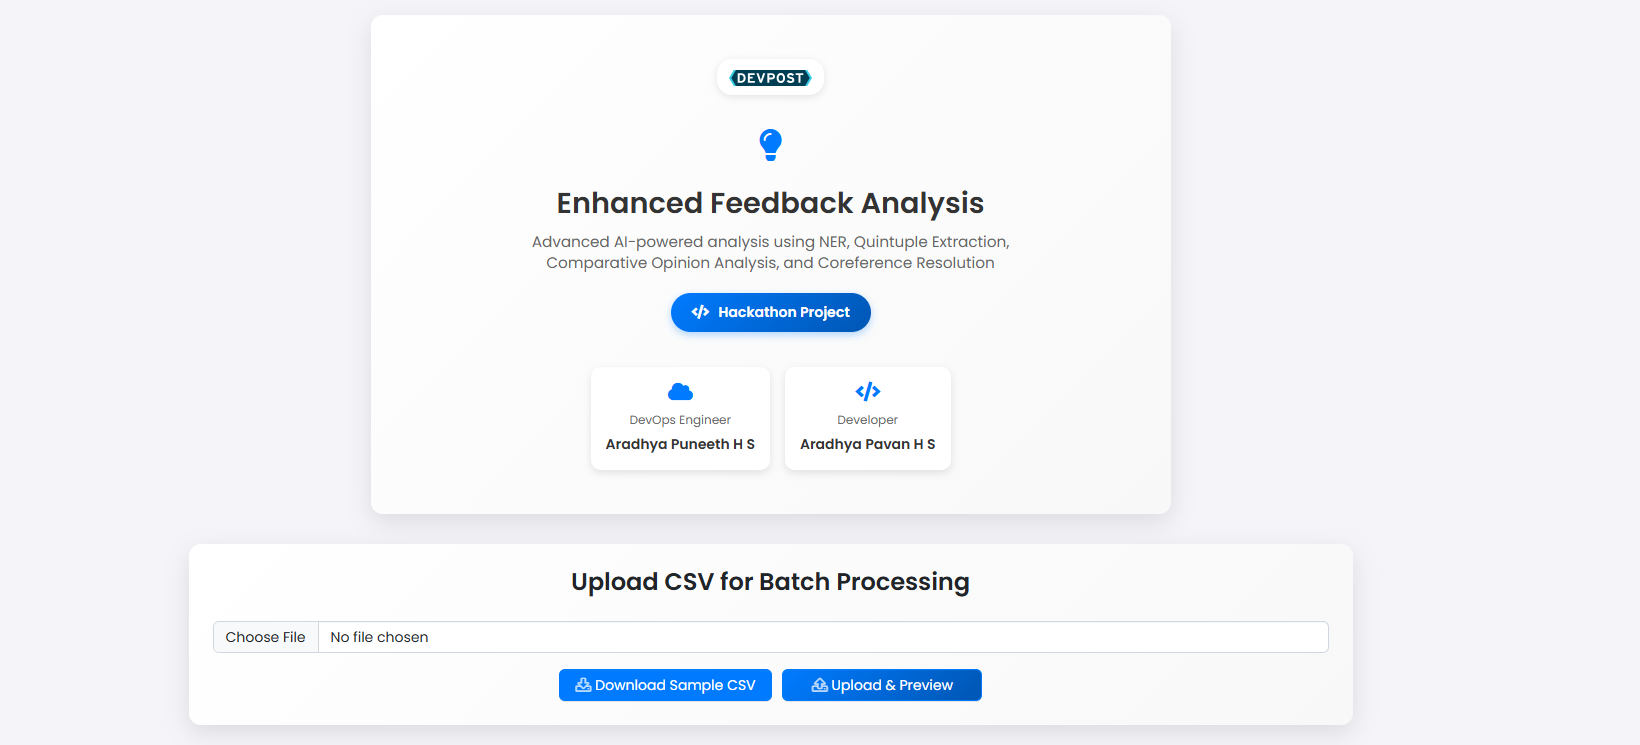 DEVPOST
Enhanced Feedback Analysis
Advanced AI-powered analysis using NER, Quintuple Extraction,
Comparative Opinion Analysis, and Coreference Resolution
Hackathon Project
DevOps Engineer
Aradhya Puneeth H S
Developer
Aradhya Pavan H S
Upload CSV for Batch Processing
Choose File No file chosen
Download Sample CSV
Upload & Preview